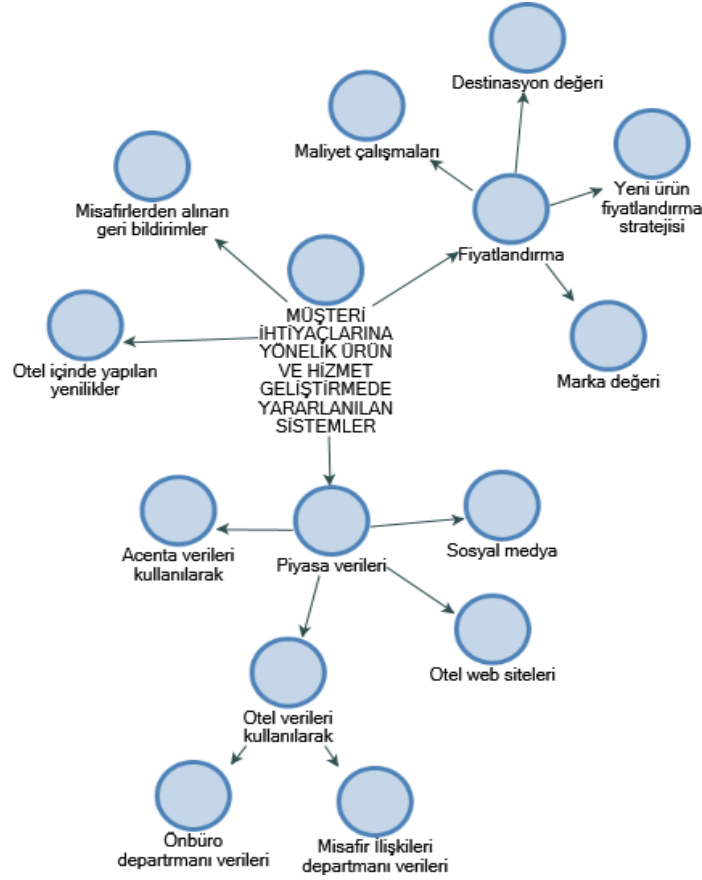 Destinasyon değeri
Maliyet çalışmaları
Yeni ürün
fiyatlandırma
stratejisi
Misafirlerden alınan
geri bildirimler
Fiyatlandırma
MÜŞTERİ
İHTİYAÇLARINA
YÖNELİK ÜRÜN
VE HİZMET
GELİŞTİRMEDE
YARARLANILAN
SİSTEMLER
Otel içinde yapılan
yenilikler
Marka değeri
Acenta verileri
kullanılarak
Piyasa verileri
Sosyal medya
Otel web siteleri
Otel verileri
kullanılarak
Önbüro
departrmanı verileri
Misafir İlişkileri
departmanı verileri